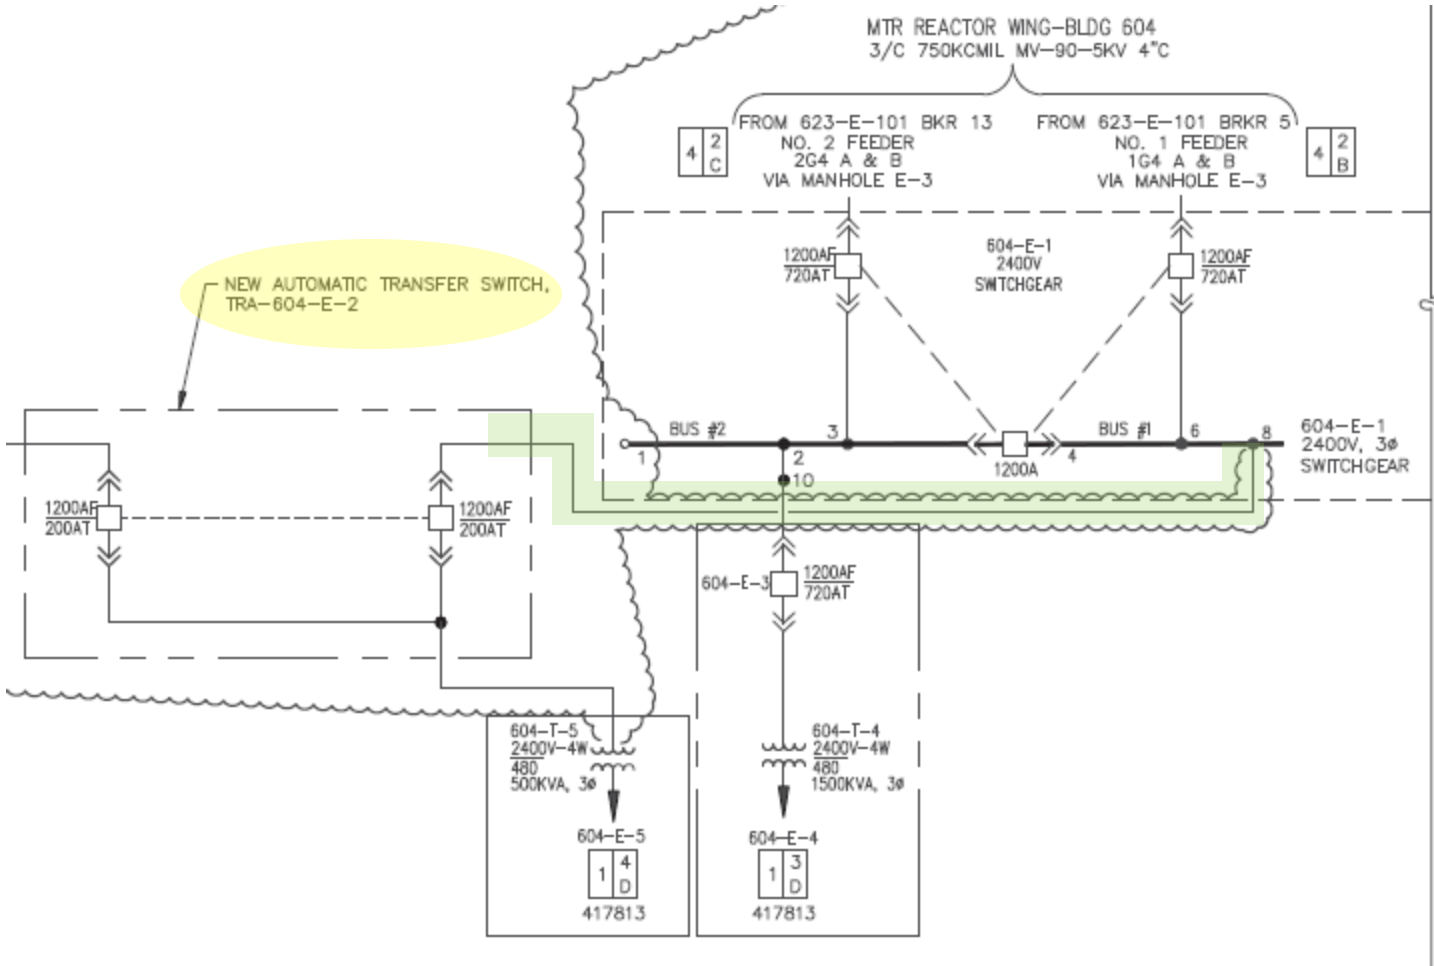 MTR REACTOR WING-BLDG 604
3/C 750KCMIL MV-90-5KV 4"C
4
2
C
FROM 623-E-101 BKR 13
NO. 2 FEEDER
2G4 A & B
VIA MANHOLE E-3
FROM 623-E-101 BRKR 5
NO. 1 FEEDER
1G4 A & B
VIA MANHOLE E-3
4
2
B
1200AF
720AT
604-E-1
2400V
SWITCHGEAR
1200AF
720AT
NEW AUTOMATIC TRANSFER SWITCH,
TRA-604-E-2
BUS #2
1
2
3
10
1200A
4
BUS #1
6
8
604-E-1
2400V, 3ø
SWITCHGEAR
1200AF
200AT
1200AF
200AT
604-E-3
1200AF
720AT
604-T-5
2400V-4W
480
500KVA, 3ø
604-T-4
2400V-4W
480
1500KVA, 3ø
604-E-5
1
4
D
417813
604-E-4
1
3
D
417813